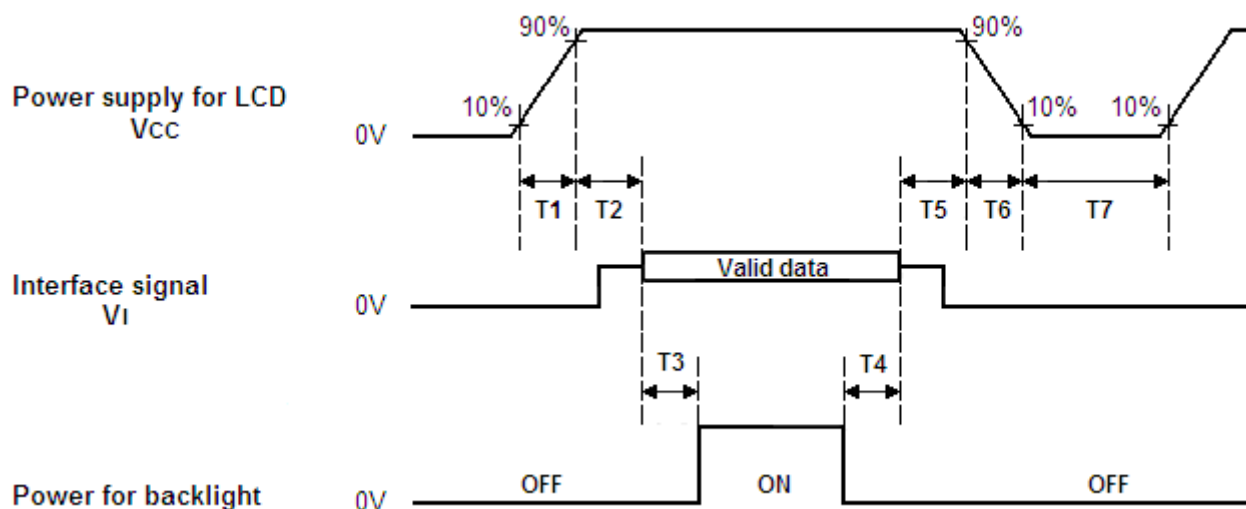 90% 90%
Power supply for LCD
Vcc
10% 10% 10%
0V
T1 T2 T5 T6 T7
Valid data
Interface signal
VI
0V
T3 T4
OFF ON OFF
Power for backlight
0V